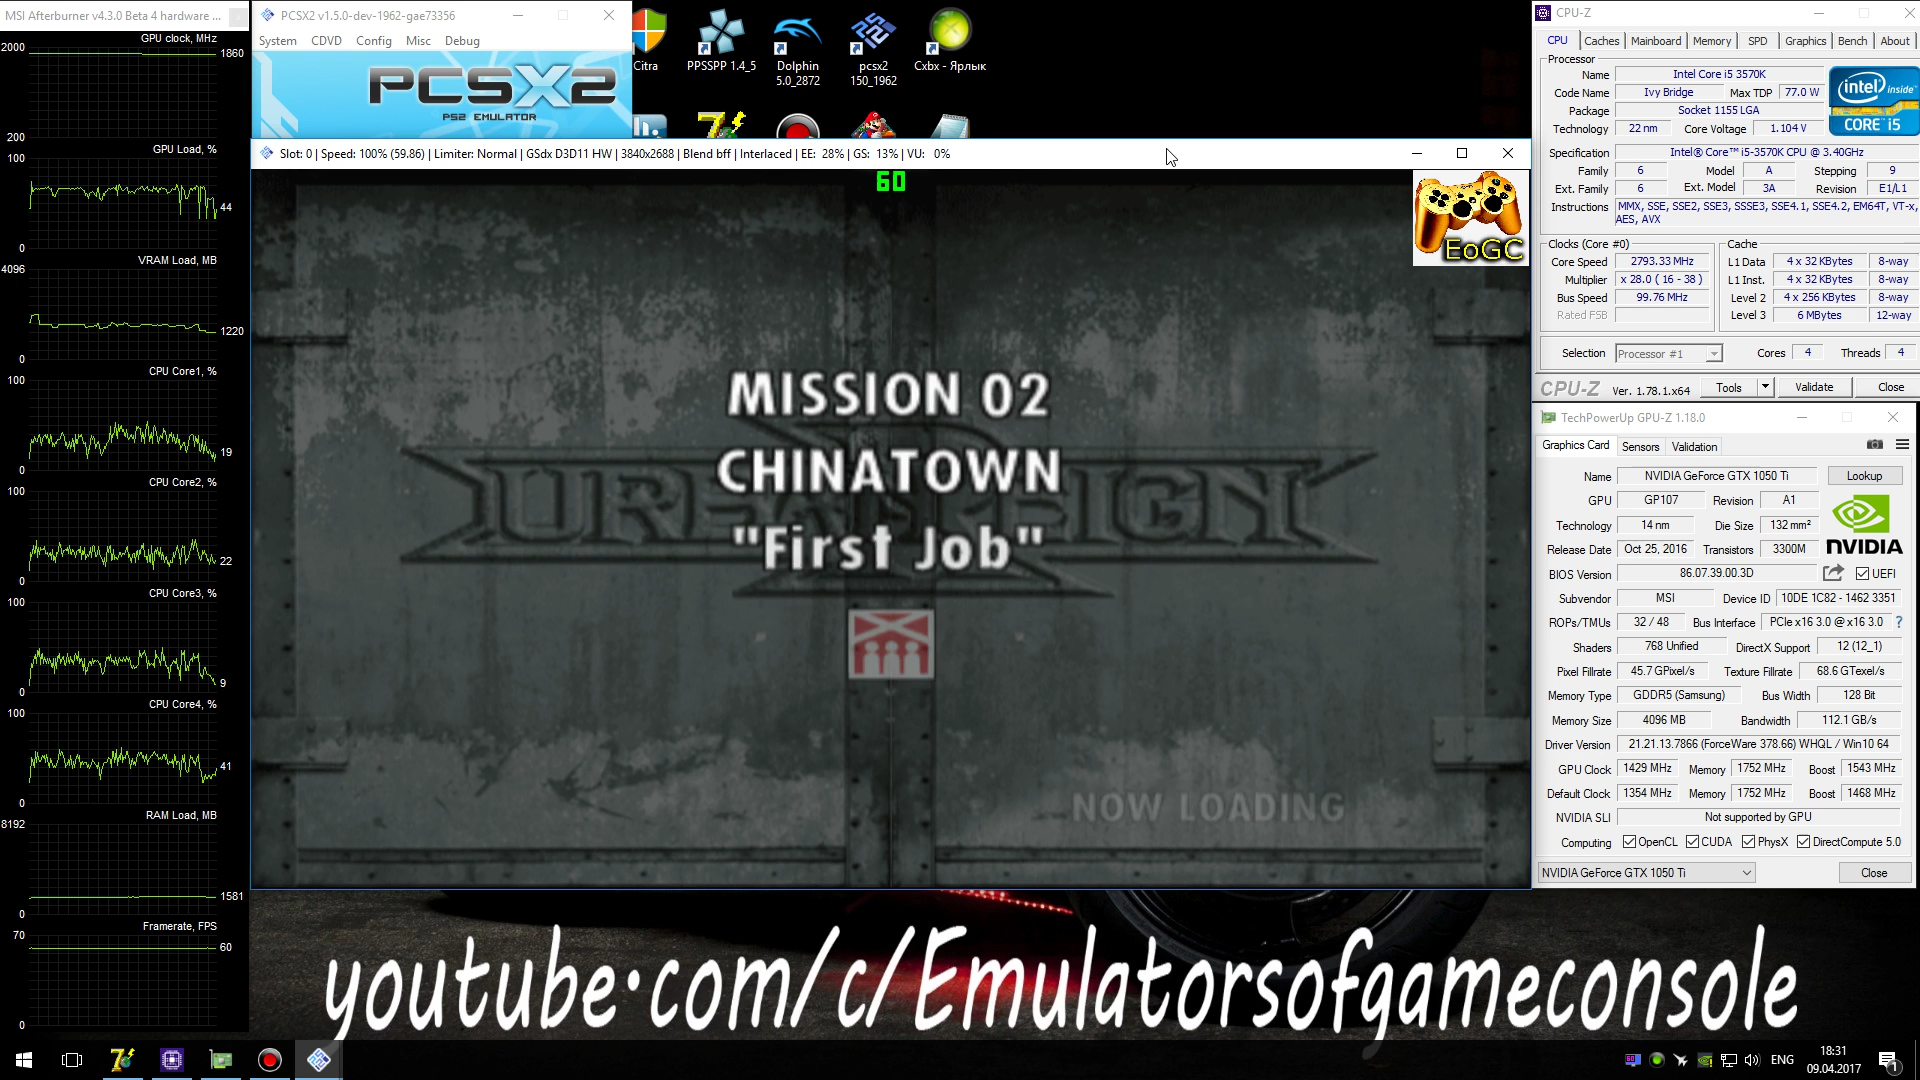 MSI Afterburner v4.3.0 Beta 4 hardware ...
GPU clock, MHz
2000
1860
200
GPU Load, %
100
44
0
VRAM Load, MB
4096
1220
0
CPU Core1, %
100
19
0
CPU Core2, %
100
22
0
CPU Core3, %
100
9
0
CPU Core4, %
100
41
0
RAM Load, MB
8192
1581
0
Framerate, FPS
70
60
0
PCSX2 v1.5.0-dev-1962-gae73356
System CDVD Config Misc Debug
PCSX2
PS2 EMULATOR
Citra
PPSSPP 1.4_5
Dolphin
5.0_2872
pcsx2
150_1962
Cxbx - Ярлык
Slot: 0 | Speed: 100% (59.86) | Limiter: Normal | GSdx D3D11 HW | 3840x2688 | Blend bff | Interlaced | EE: 28% | GS: 13% | VU: 0%
60
EoGC
MISSION 02
CHINATOWN
"First Job"
NOW LOADING
CPU-Z
CPU Caches Mainboard Memory SPD Graphics Bench About
Processor
Name Intel Core i5 3570K
Code Name Ivy Bridge Max TDP 77.0 W
Package Socket 1155 LGA
Technology 22 nm Core Voltage 1.104 V
intel inside™
CORE i5
Specification Intel® Core™ i5-3570K CPU @ 3.40GHz
Family 6 Model A Stepping 9
Ext. Family 6 Ext. Model 3A Revision E1/L1
Instructions MMX, SSE, SSE2, SSE3, SSSE3, SSE4.1, SSE4.2, EM64T, VT-x,
AES, AVX
Clocks (Core #0)
Core Speed 2793.33 MHz
Multiplier x 28.0 ( 16 - 38 )
Bus Speed 99.76 MHz
Rated FSB
Cache
L1 Data 4 x 32 KBytes 8-way
L1 Inst. 4 x 32 KBytes 8-way
Level 2 4 x 256 KBytes 8-way
Level 3 6 MBytes 12-way
Selection Processor #1 Cores 4 Threads 4
CPU-Z Ver. 1.78.1.x64 Tools Validate Close
TechPowerUp GPU-Z 1.18.0
Graphics Card Sensors Validation
Name NVIDIA GeForce GTX 1050 Ti Lookup
GPU GP107 Revision A1
Technology 14 nm Die Size 132 mm²
Release Date Oct 25, 2016 Transistors 3300M
NVIDIA
BIOS Version 86.07.39.00.3D UEFI
Subvendor MSI Device ID 10DE 1C82 - 1462 3351
ROPs/TMUs 32 / 48 Bus Interface PCIe x16 3.0 @ x16 3.0 ?
Shaders 768 Unified DirectX Support 12 (12_1)
Pixel Fillrate 45.7 GPixel/s Texture Fillrate 68.6 GTexel/s
Memory Type GDDR5 (Samsung) Bus Width 128 Bit
Memory Size 4096 MB Bandwidth 112.1 GB/s
Driver Version 21.21.13.7866 (ForceWare 378.66) WHQL / Win10 64
GPU Clock 1429 MHz Memory 1752 MHz Boost 1543 MHz
Default Clock 1354 MHz Memory 1752 MHz Boost 1468 MHz
NVIDIA SLI Not supported by GPU
Computing OpenCL CUDA PhysX DirectCompute 5.0
NVIDIA GeForce GTX 1050 Ti Close
youtube.com/c/Emulatorsofgameconsole
ENG
18:31
09.04.2017
1